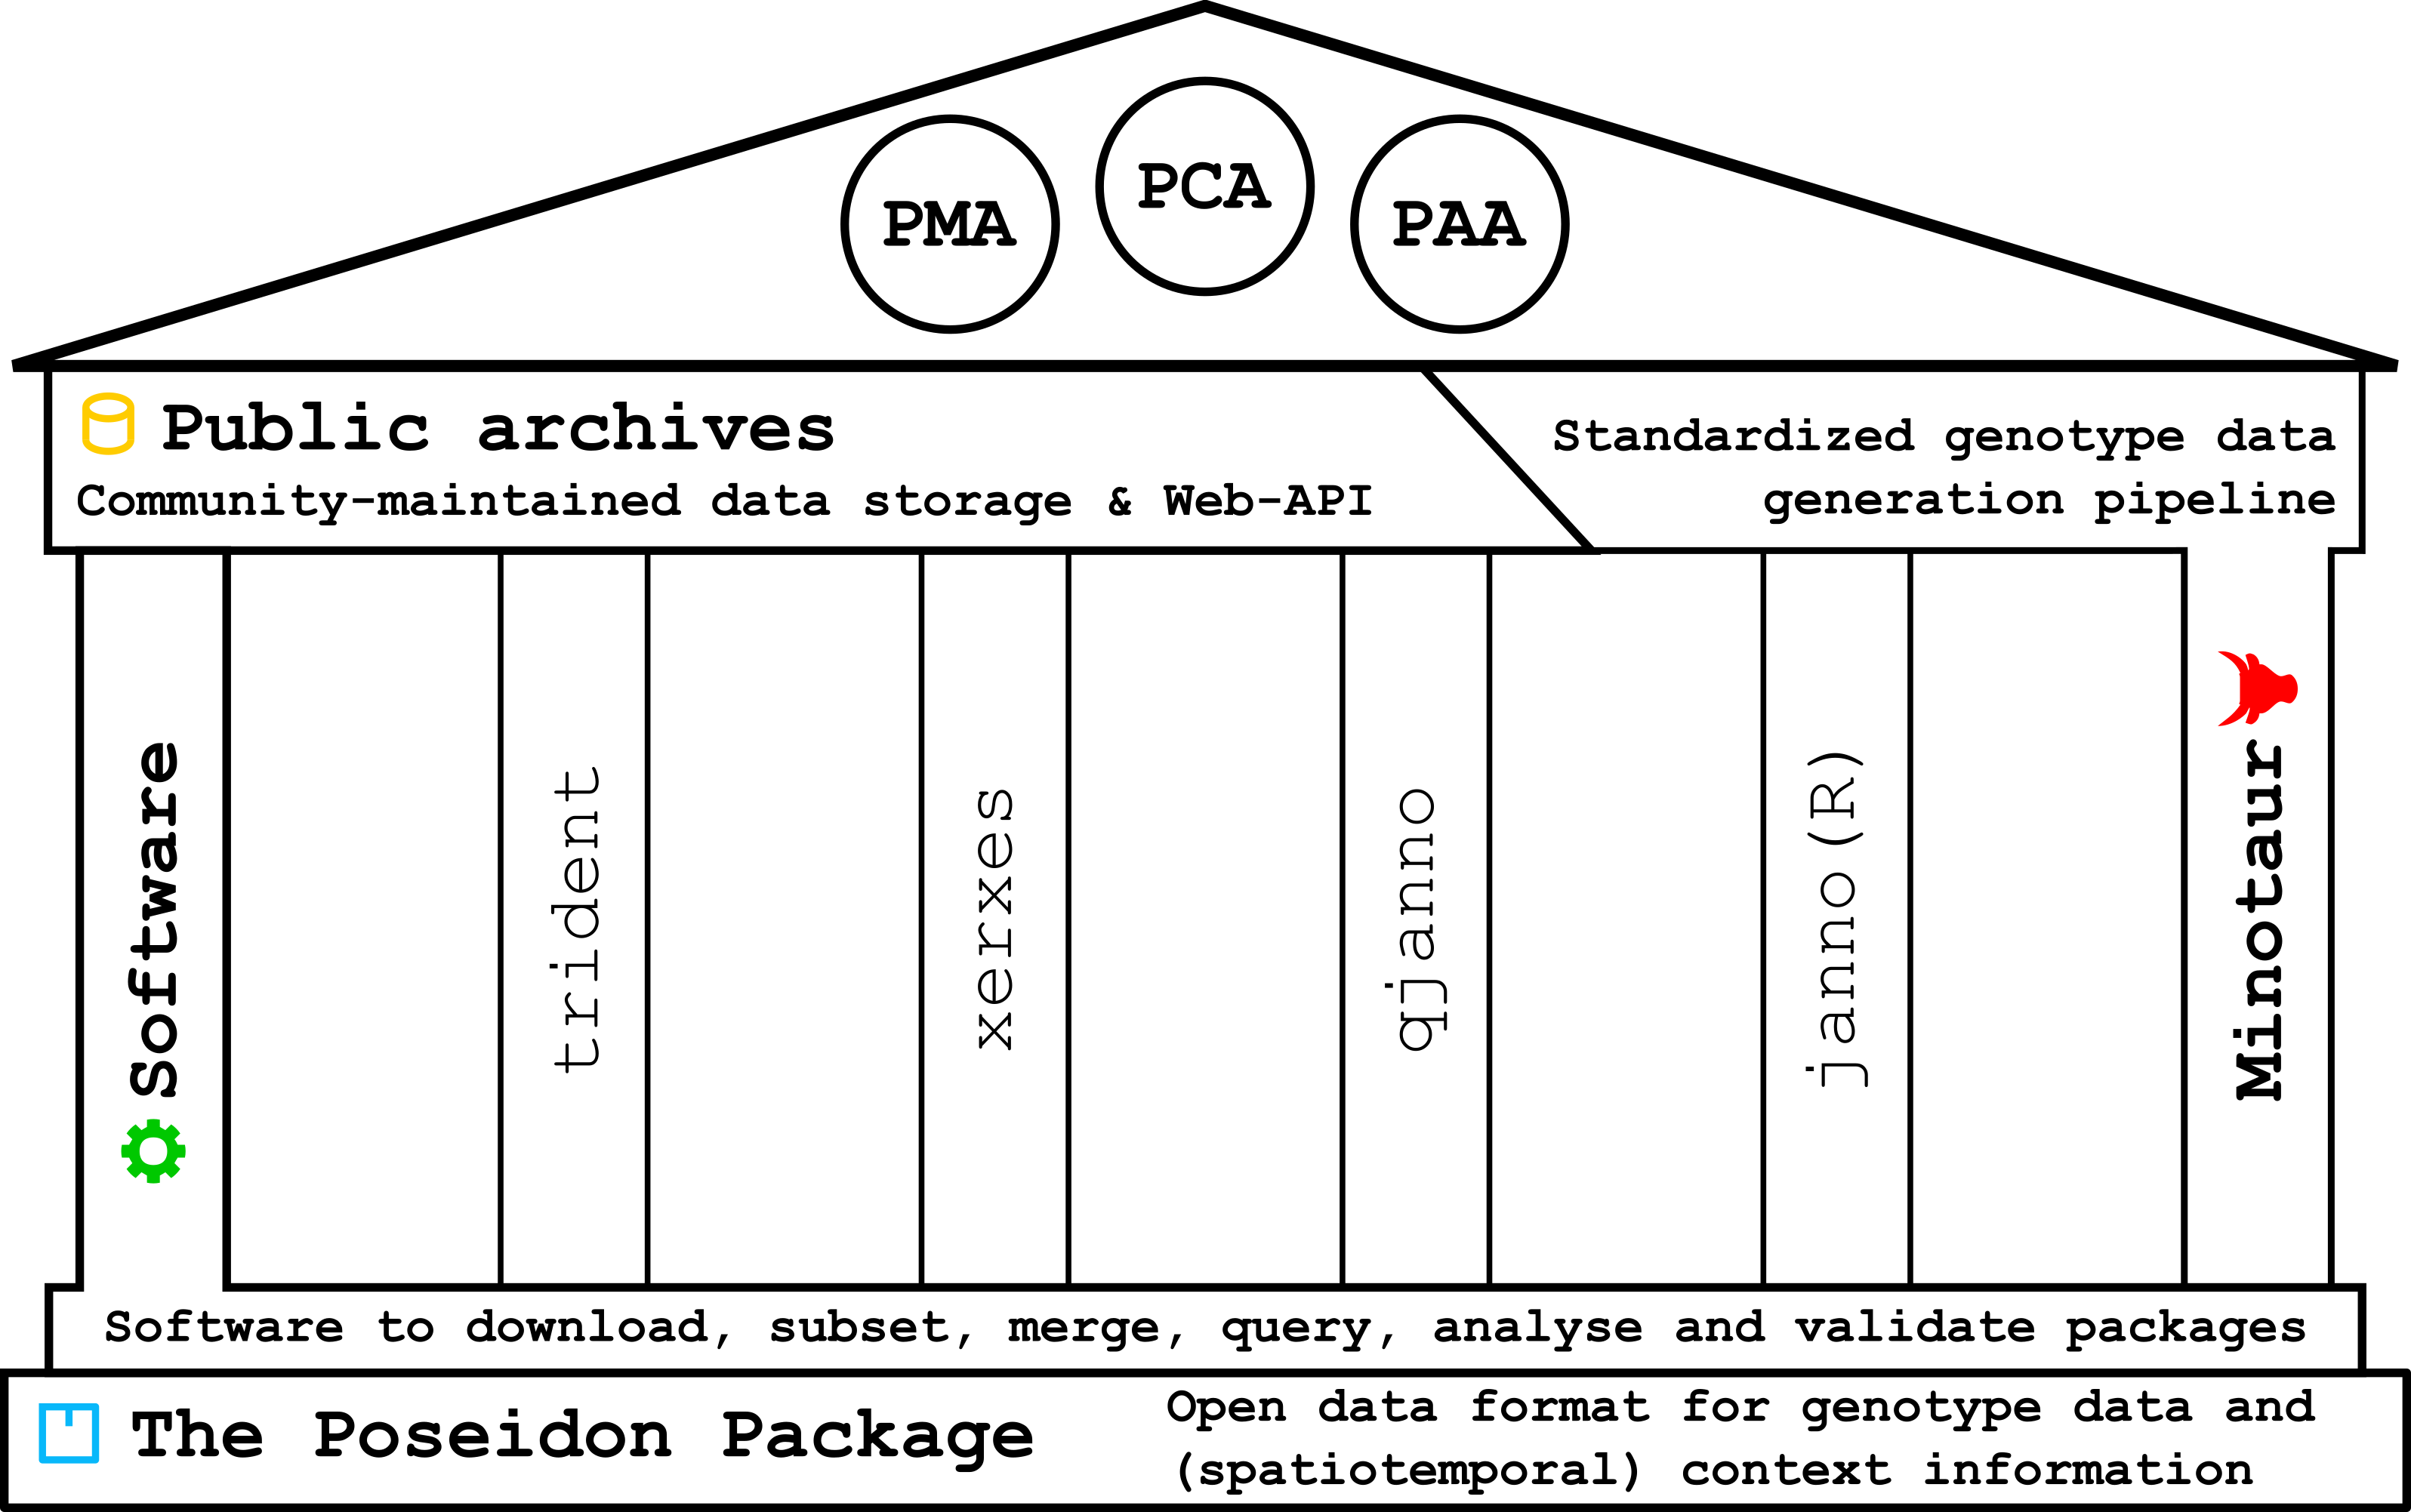 PMA
PCA
PAA
Public archives
Community-maintained data storage & Web-API
Standardized genotype data
generation pipeline
Software
trident
xerxes
qjanno
janno(R)
Minotaur
Software to download, subset, merge, query, analyse and validate packages
The Poseidon Package
Open data format for genotype data and
(spatiotemporal) context information